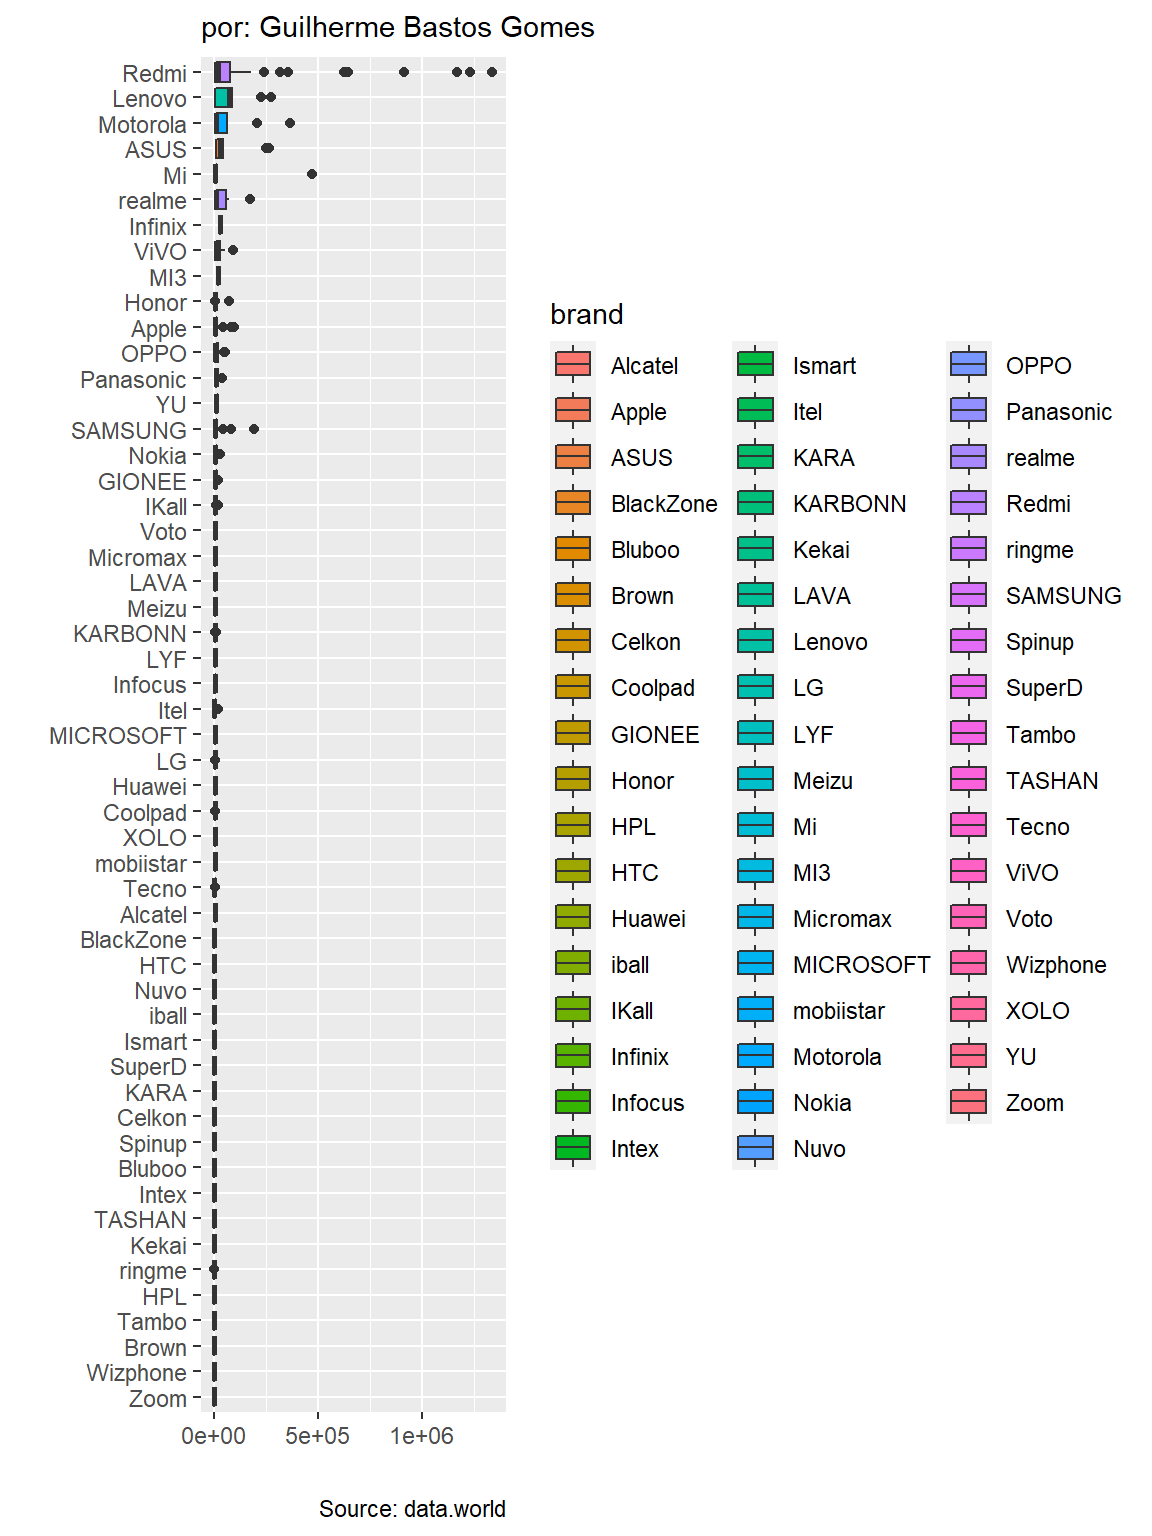 por: Guilherme Bastos Gomes
Redmi
Lenovo
Motorola
ASUS
Mi
realme
Infinix
ViVO
MI3
Honor
Apple
OPPO
Panasonic
YU
SAMSUNG
Nokia
GIONEE
IKall
Voto
Micromax
LAVA
Meizu
KARBONN
LYF
Infocus
Itel
MICROSOFT
LG
Huawei
Coolpad
XOLO
mobiistar
Tecno
Alcatel
BlackZone
HTC
Nuvo
iball
Ismart
SuperD
KARA
Celkon
Spinup
Bluboo
Intex
TASHAN
Kekai
ringme
HPL
Tambo
Brown
Wizphone
Zoom
0e+00 5e+05 1e+06
brand
Alcatel
Apple
ASUS
BlackZone
Bluboo
Brown
Celkon
Coolpad
GIONEE
Honor
HPL
HTC
Huawei
iball
IKall
Infinix
Infocus
Intex
Ismart
Itel
KARA
KARBONN
Kekai
LAVA
Lenovo
LG
LYF
Meizu
Mi
MI3
Micromax
MICROSOFT
mobiistar
Motorola
Nokia
Nuvo
OPPO
Panasonic
realme
Redmi
ringme
SAMSUNG
Spinup
SuperD
Tambo
TASHAN
Tecno
ViVO
Voto
Wizphone
XOLO
YU
Zoom
Source: data.world